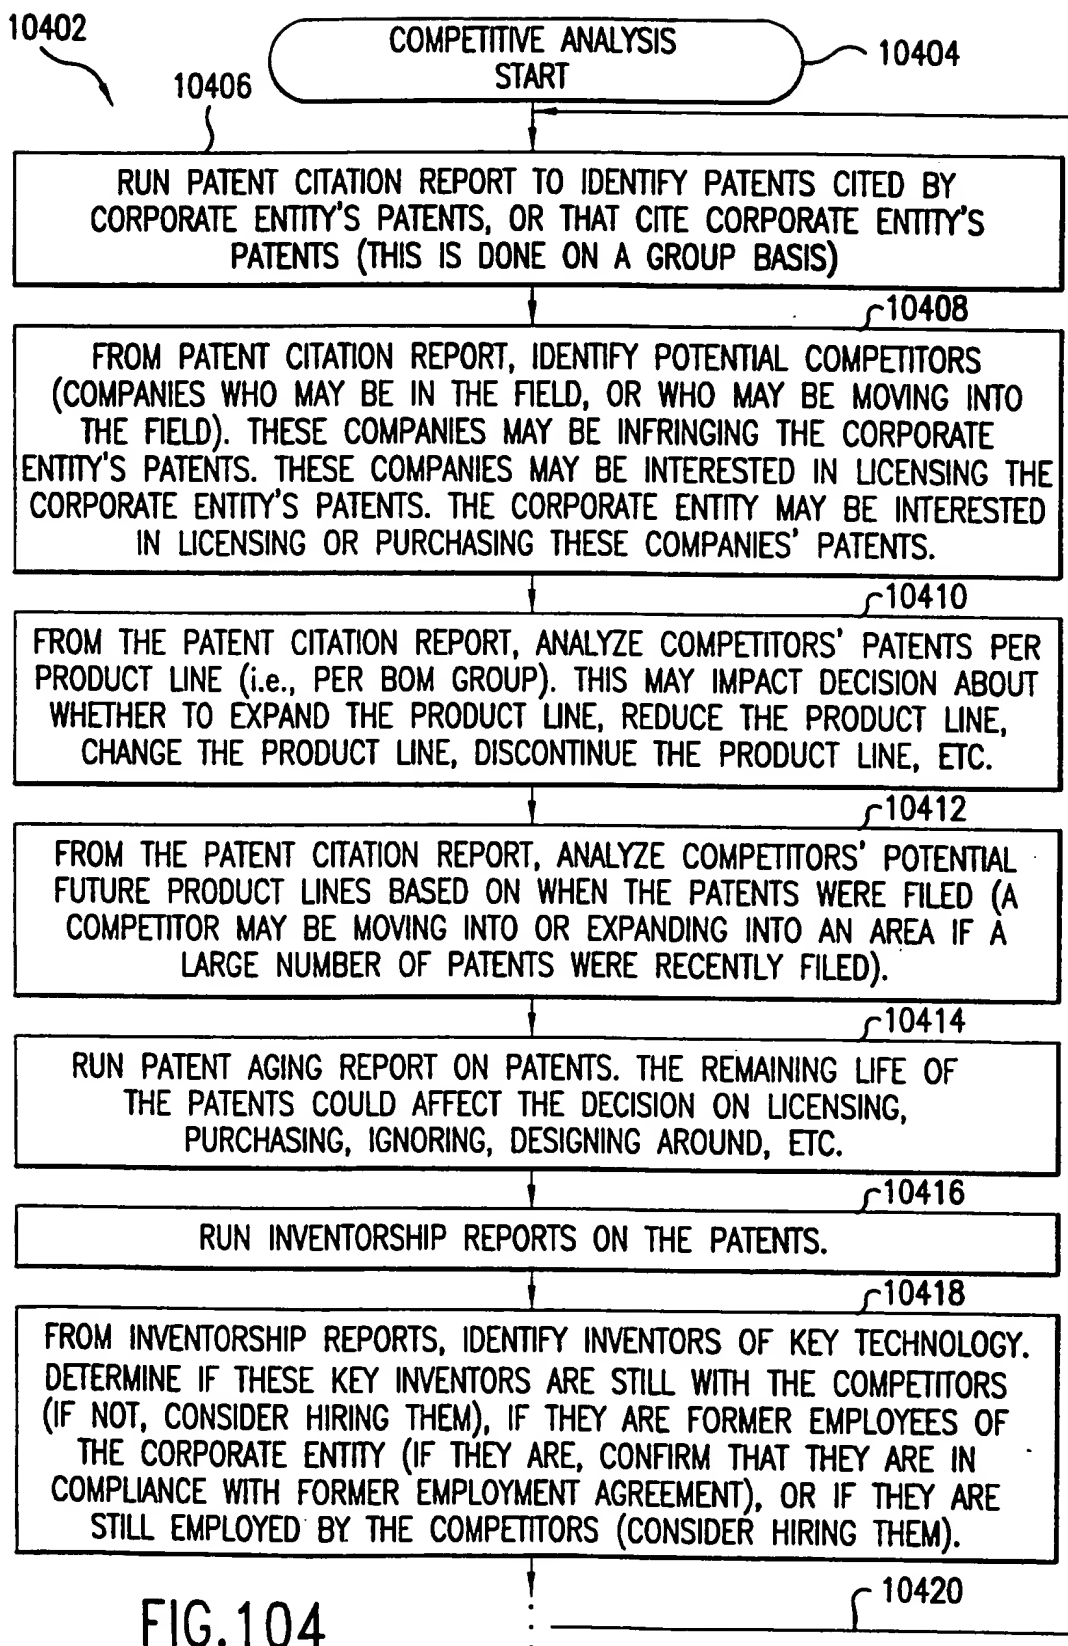 10402
COMPETITIVE ANALYSIS
START
10404
10406
RUN PATENT CITATION REPORT TO IDENTIFY PATENTS CITED BY
CORPORATE ENTITY'S PATENTS, OR THAT CITE CORPORATE ENTITY'S
PATENTS (THIS IS DONE ON A GROUP BASIS)
10408
FROM PATENT CITATION REPORT, IDENTIFY POTENTIAL COMPETITORS
(COMPANIES WHO MAY BE IN THE FIELD, OR WHO MAY BE MOVING INTO
THE FIELD). THESE COMPANIES MAY BE INFRINGING THE CORPORATE
ENTITY'S PATENTS. THESE COMPANIES MAY BE INTERESTED IN LICENSING THE
CORPORATE ENTITY'S PATENTS. THE CORPORATE ENTITY MAY BE INTERESTED
IN LICENSING OR PURCHASING THESE COMPANIES' PATENTS.
10410
FROM THE PATENT CITATION REPORT, ANALYZE COMPETITORS' PATENTS PER
PRODUCT LINE (i.e., PER BOM GROUP). THIS MAY IMPACT DECISION ABOUT
WHETHER TO EXPAND THE PRODUCT LINE, REDUCE THE PRODUCT LINE,
CHANGE THE PRODUCT LINE, DISCONTINUE THE PRODUCT LINE, ETC.
10412
FROM THE PATENT CITATION REPORT, ANALYZE COMPETITORS' POTENTIAL
FUTURE PRODUCT LINES BASED ON WHEN THE PATENTS WERE FILED (A
COMPETITOR MAY BE MOVING INTO OR EXPANDING INTO AN AREA IF A
LARGE NUMBER OF PATENTS WERE RECENTLY FILED).
10414
RUN PATENT AGING REPORT ON PATENTS. THE REMAINING LIFE OF
THE PATENTS COULD AFFECT THE DECISION ON LICENSING,
PURCHASING, IGNORING, DESIGNING AROUND, ETC.
10416
RUN INVENTORSHIP REPORTS ON THE PATENTS.
10418
FROM INVENTORSHIP REPORTS, IDENTIFY INVENTORS OF KEY TECHNOLOGY.
DETERMINE IF THESE KEY INVENTORS ARE STILL WITH THE COMPETITORS
(IF NOT, CONSIDER HIRING THEM), IF THEY ARE FORMER EMPLOYEES OF
THE CORPORATE ENTITY (IF THEY ARE, CONFIRM THAT THEY ARE IN
COMPLIANCE WITH FORMER EMPLOYMENT AGREEMENT), OR IF THEY ARE
STILL EMPLOYED BY THE COMPETITORS (CONSIDER HIRING THEM).
10420
FIG.104